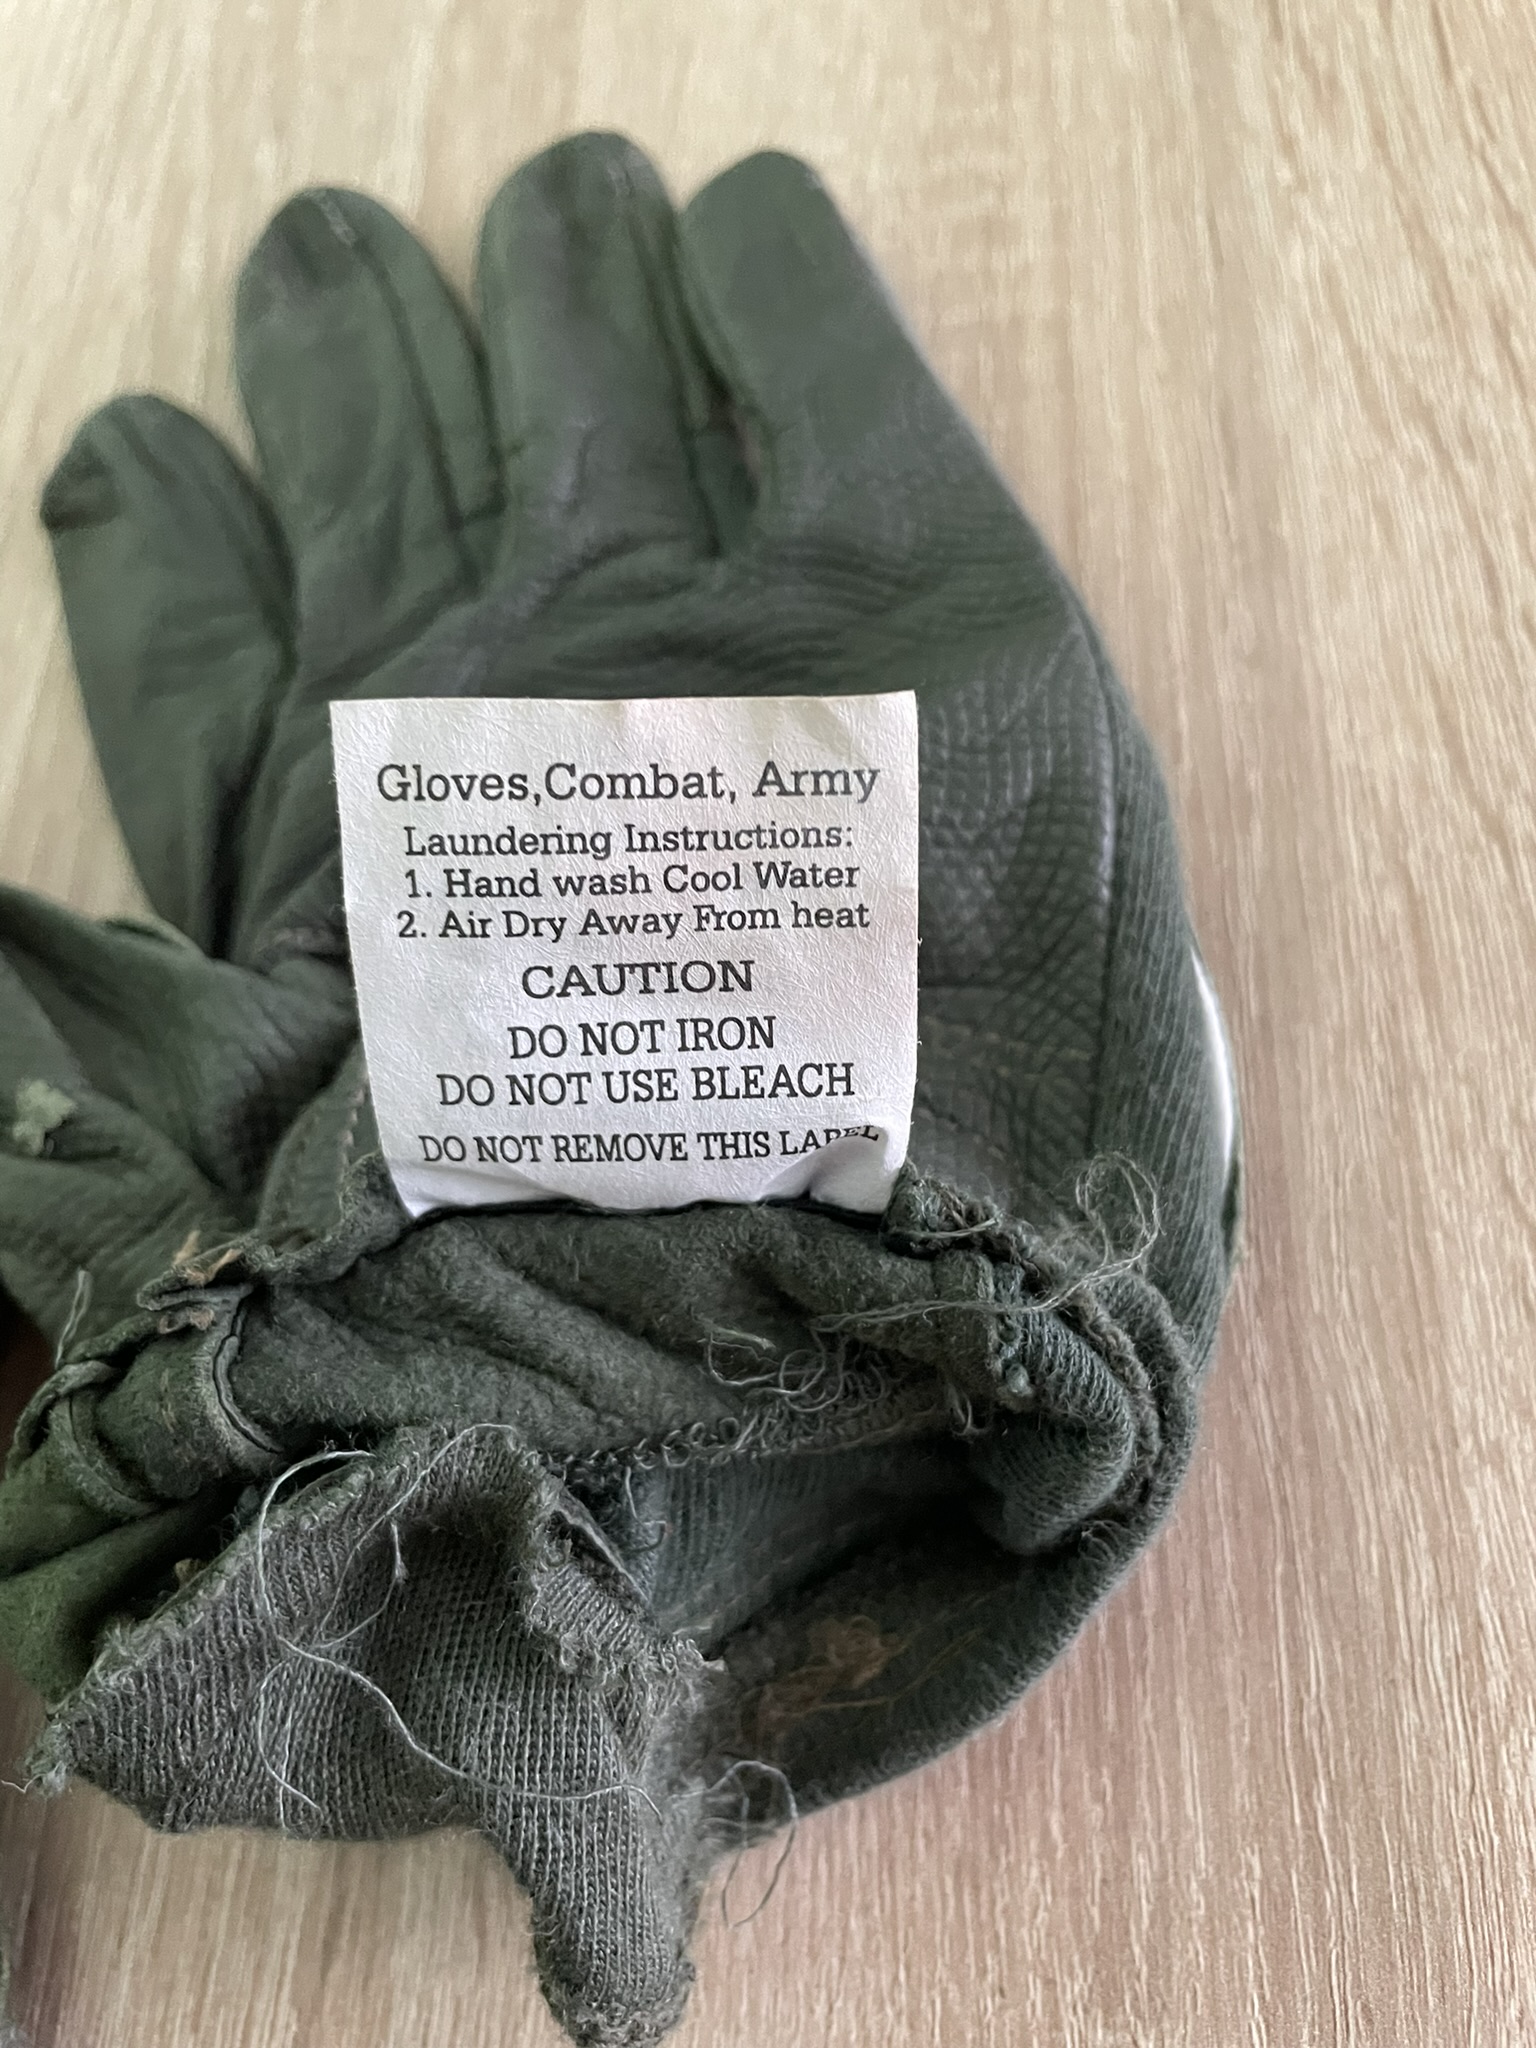 Gloves,Combat, Army
Laundering Instructions:
1. Hand wash Cool Water
2. Air Dry Away From heat
CAUTION
DO NOT IRON
DO NOT USE BLEACH
DO NOT REMOVE THIS LABEL